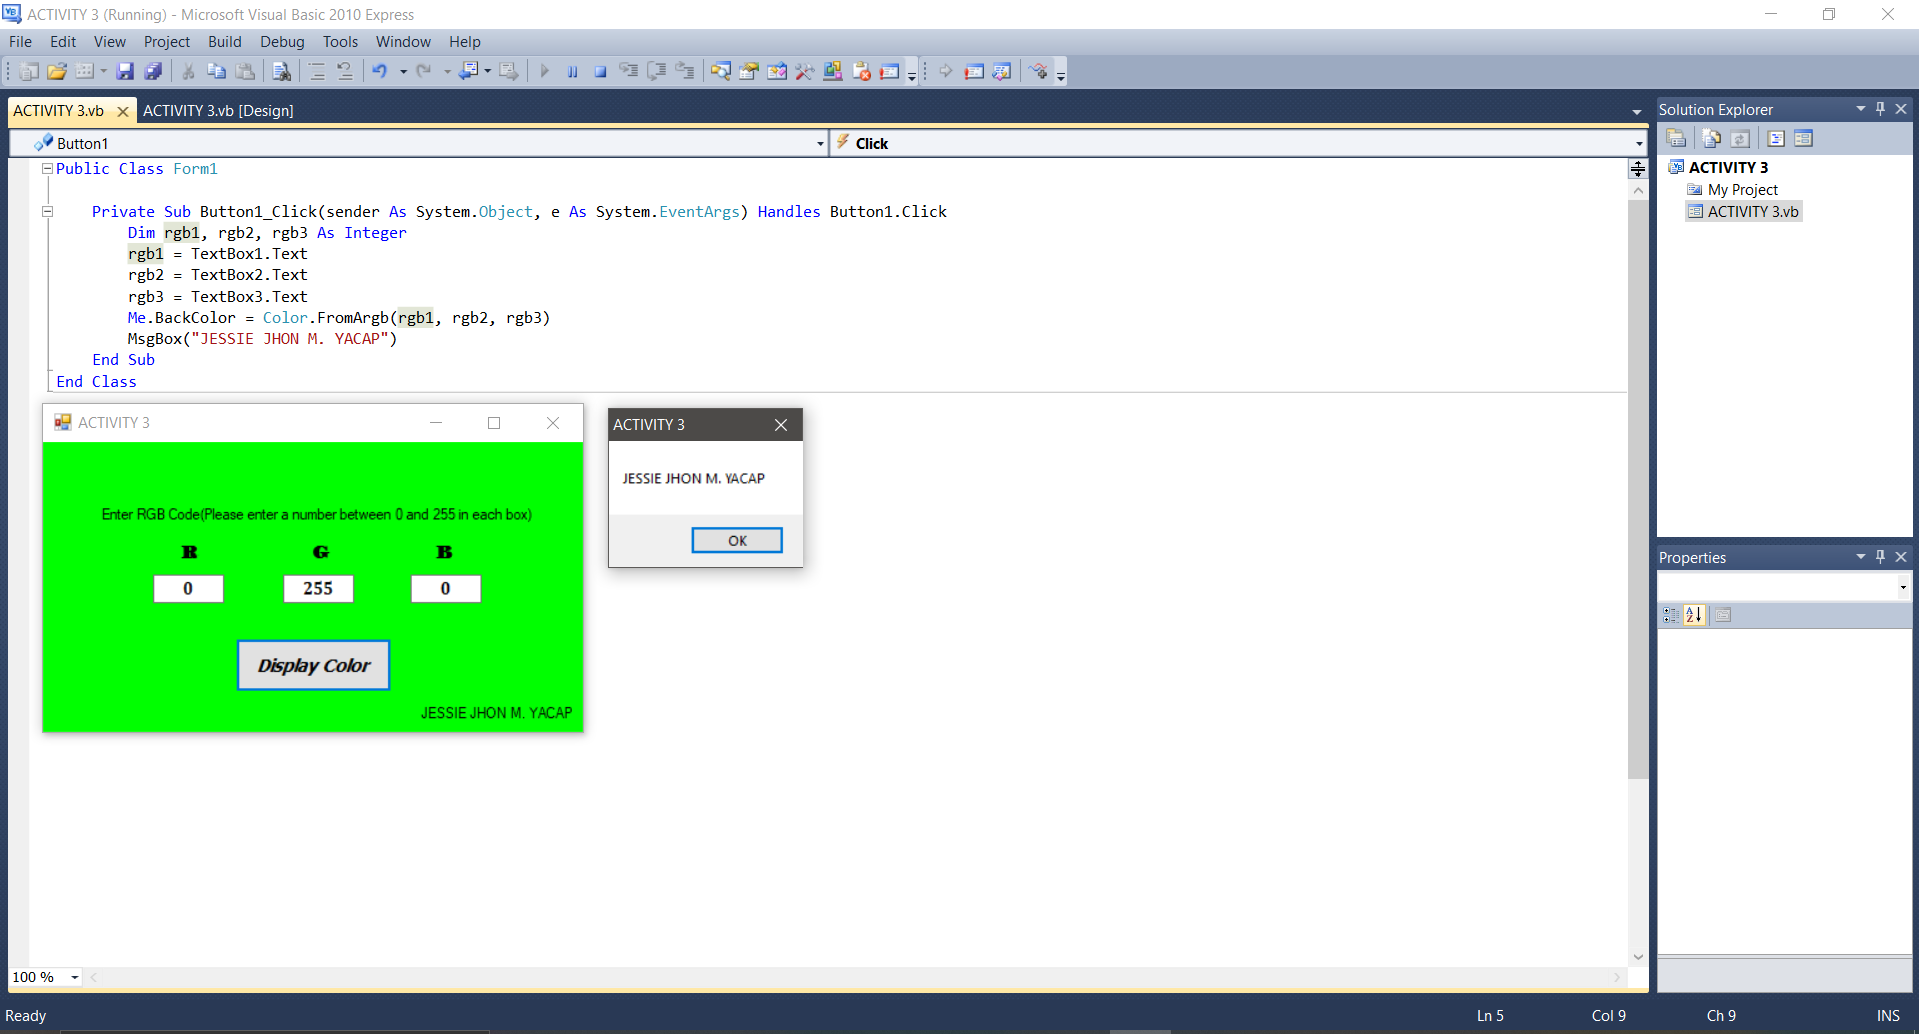 ACTIVITY 3 (Running) - Microsoft Visual Basic 2010 Express
File Edit View Project Build Debug Tools Window Help
ACTIVITY 3.vb ACTIVITY 3.vb [Design]
Button1 Click
Public Class Form1
Private Sub Button1_Click(sender As System.Object, e As System.EventArgs) Handles Button1.Click
Dim rgb1, rgb2, rgb3 As Integer
rgb1 = TextBox1.Text
rgb2 = TextBox2.Text
rgb3 = TextBox3.Text
Me.BackColor = Color.FromArgb(rgb1, rgb2, rgb3)
MsgBox("JESSIE JHON M. YACAP")
End Sub
End Class
ACTIVITY 3
Enter RGB Code(Please enter a number between 0 and 255 in each box)
R G B
0 255 0
Display Color
JESSIE JHON M. YACAP
ACTIVITY 3
JESSIE JHON M. YACAP
OK
Solution Explorer
ACTIVITY 3
My Project
ACTIVITY 3.vb
Properties
100 %
Ready Ln 5 Col 9 Ch 9 INS